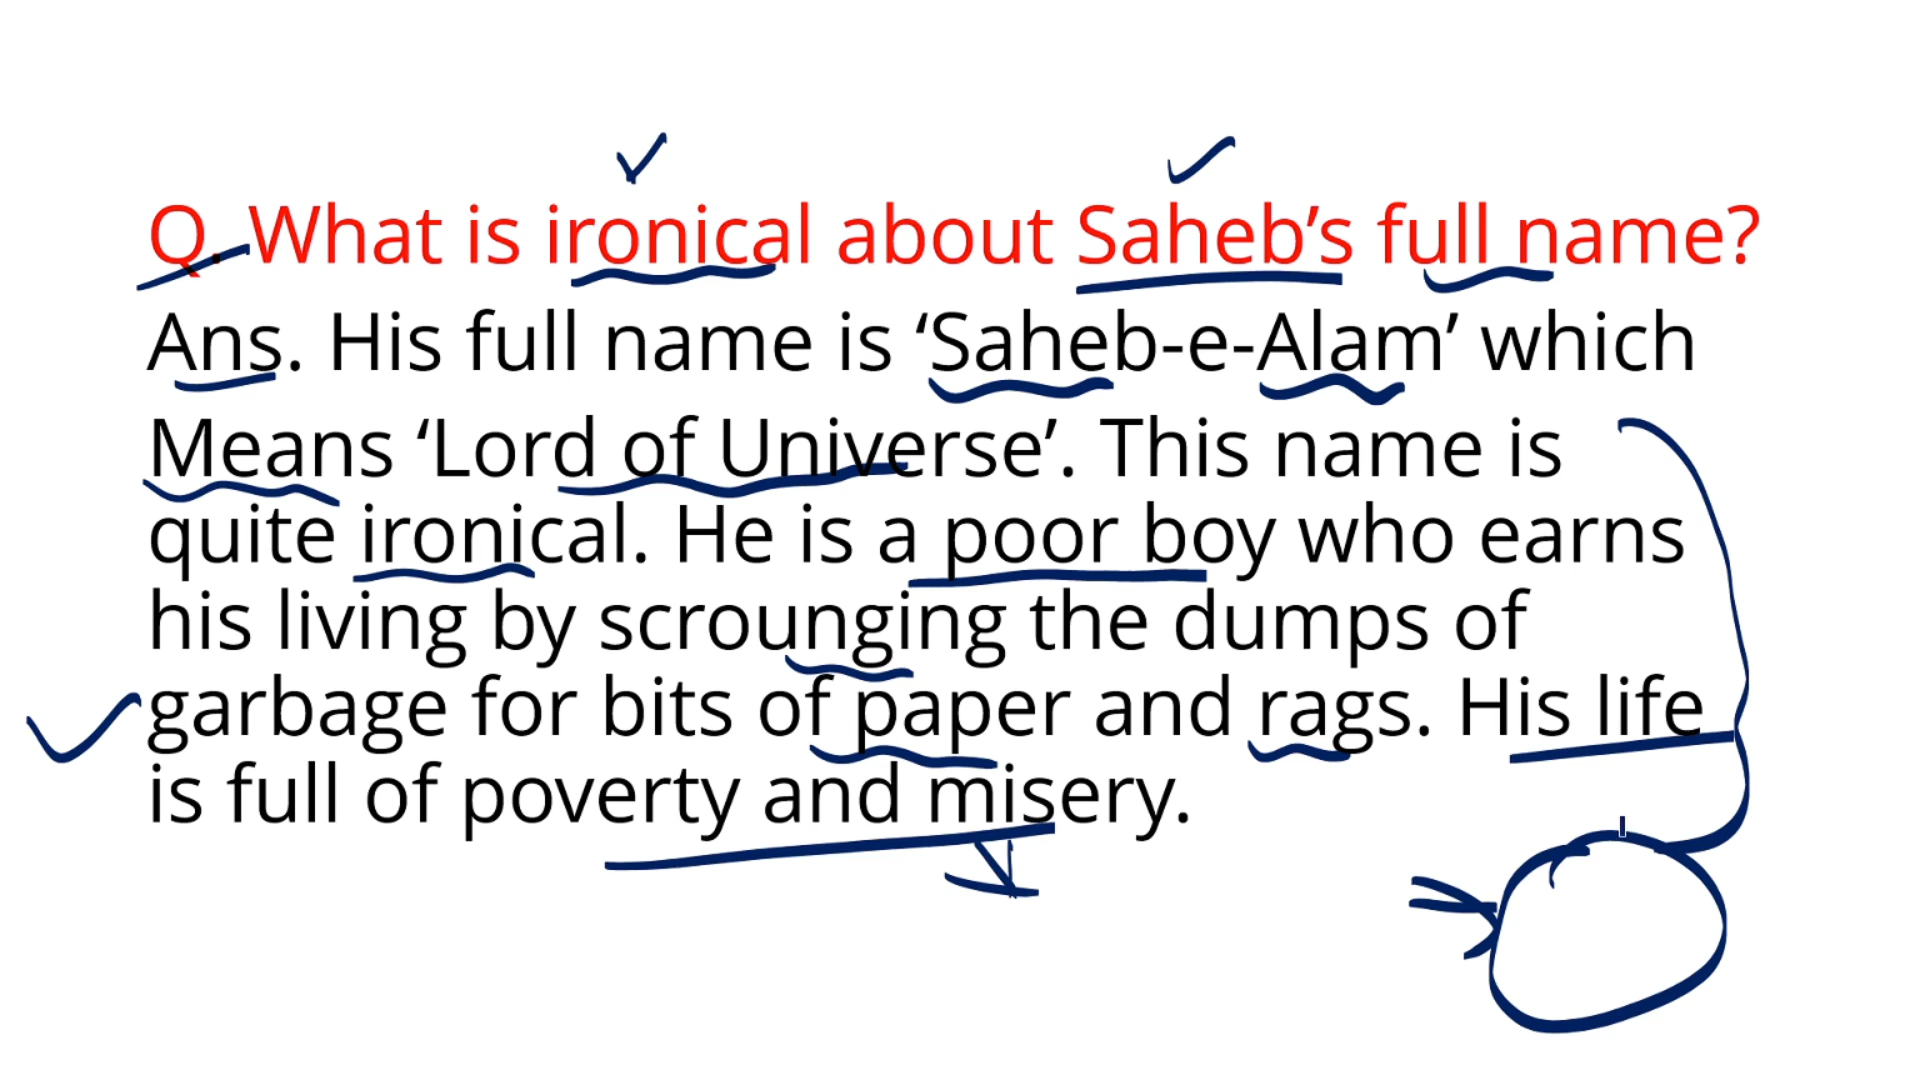 Q. What is ironical about Saheb’s full name?
Ans. His full name is ‘Saheb-e-Alam’ which
Means ‘Lord of Universe’. This name is
quite ironical. He is a poor boy who earns
his living by scrounging the dumps of
garbage for bits of paper and rags. His life
is full of poverty and misery.